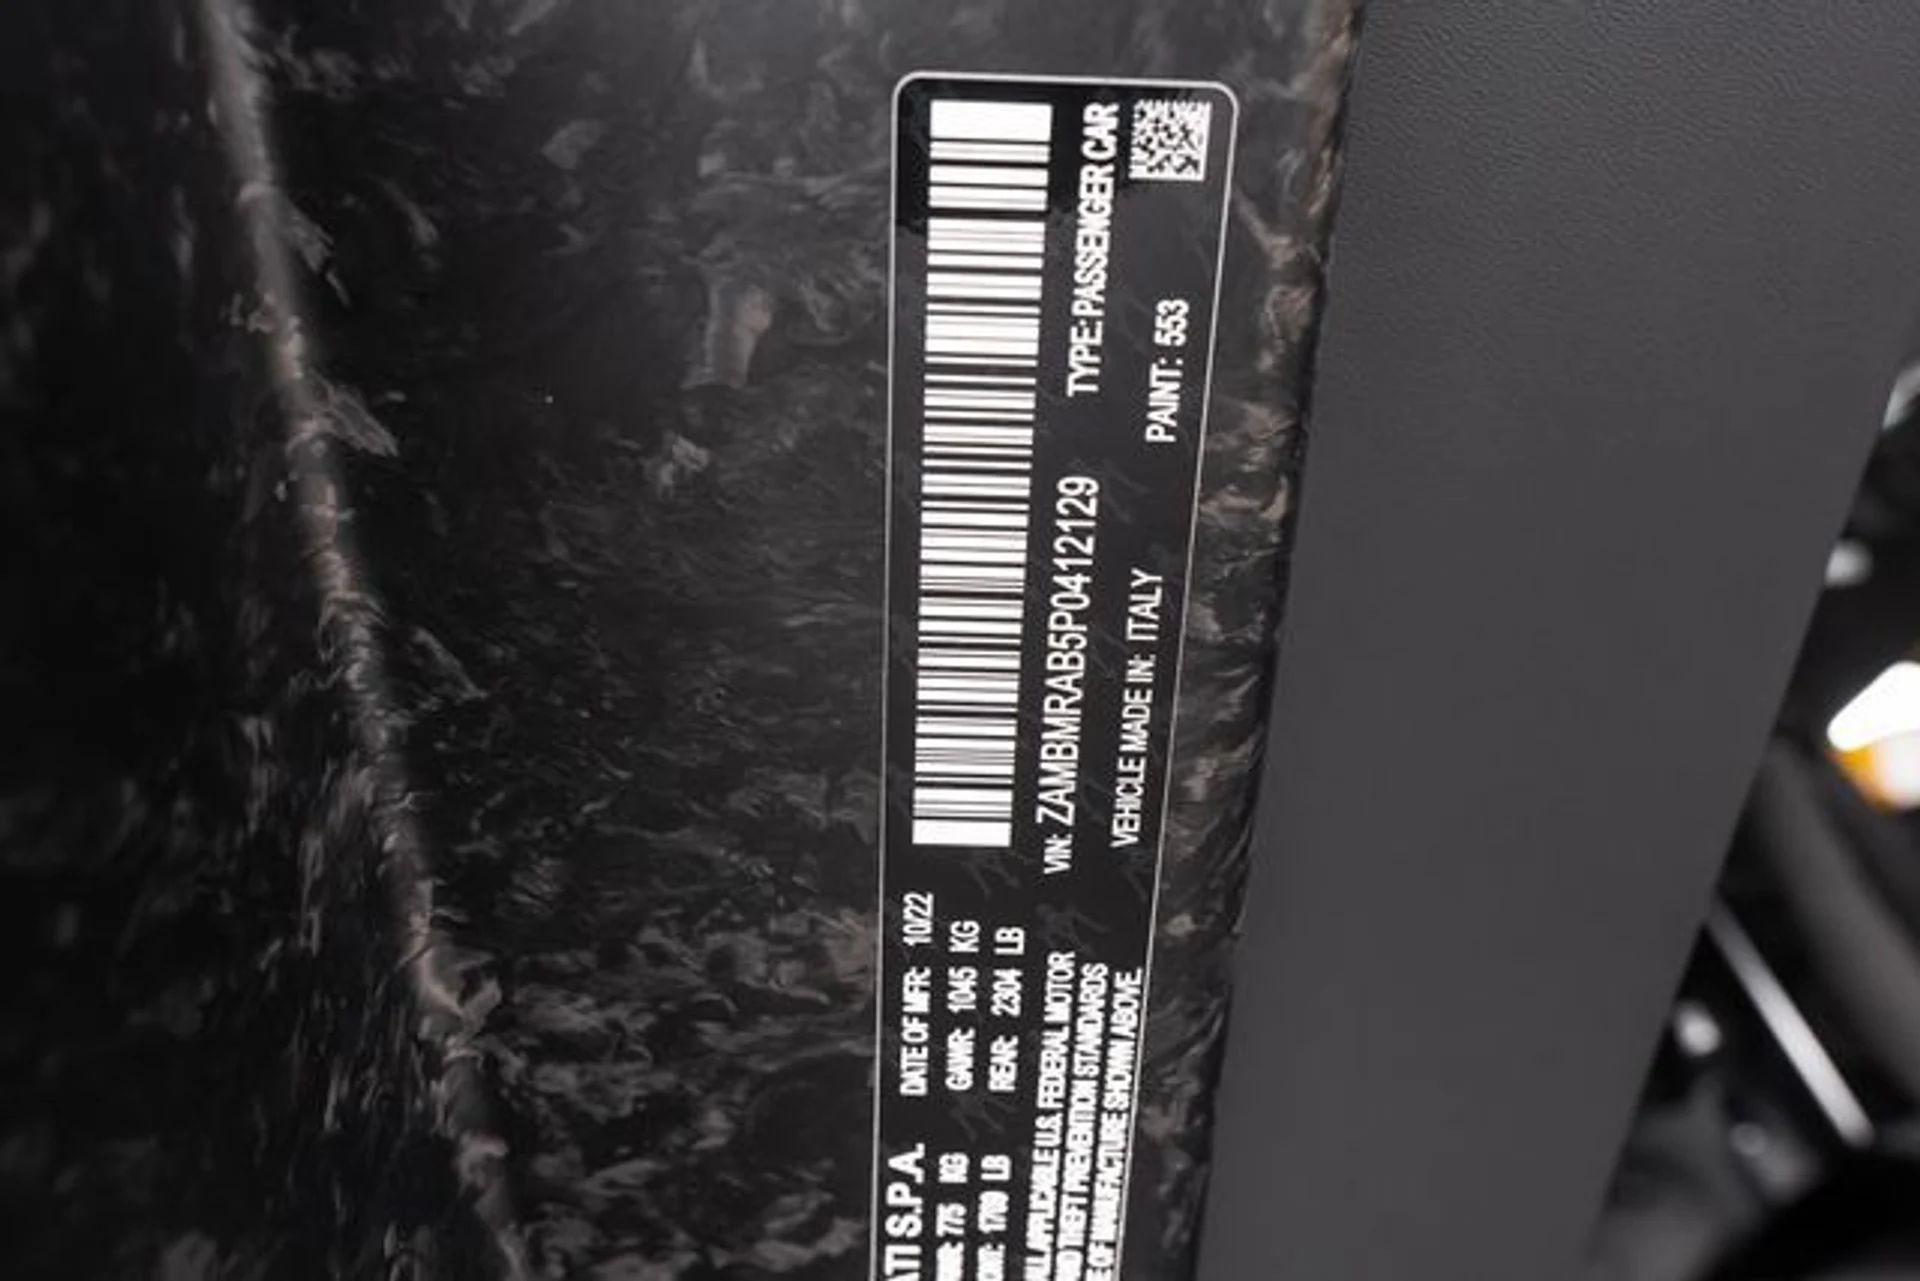 ATI S.P.A. DATE OF MFR: 10/22
775 KG GAWR: 1045 KG
1709 LB REAR: 2304 LB
ALL APPLICABLE U.S. FEDERAL MOTOR
AND THEFT PREVENTION STANDARDS
E OF MANUFACTURE SHOWN ABOVE
VIN: ZAMBMRAB5P0412129 TYPE: PASSENGER CAR
VEHICLE MADE IN: ITALY PAINT: 553